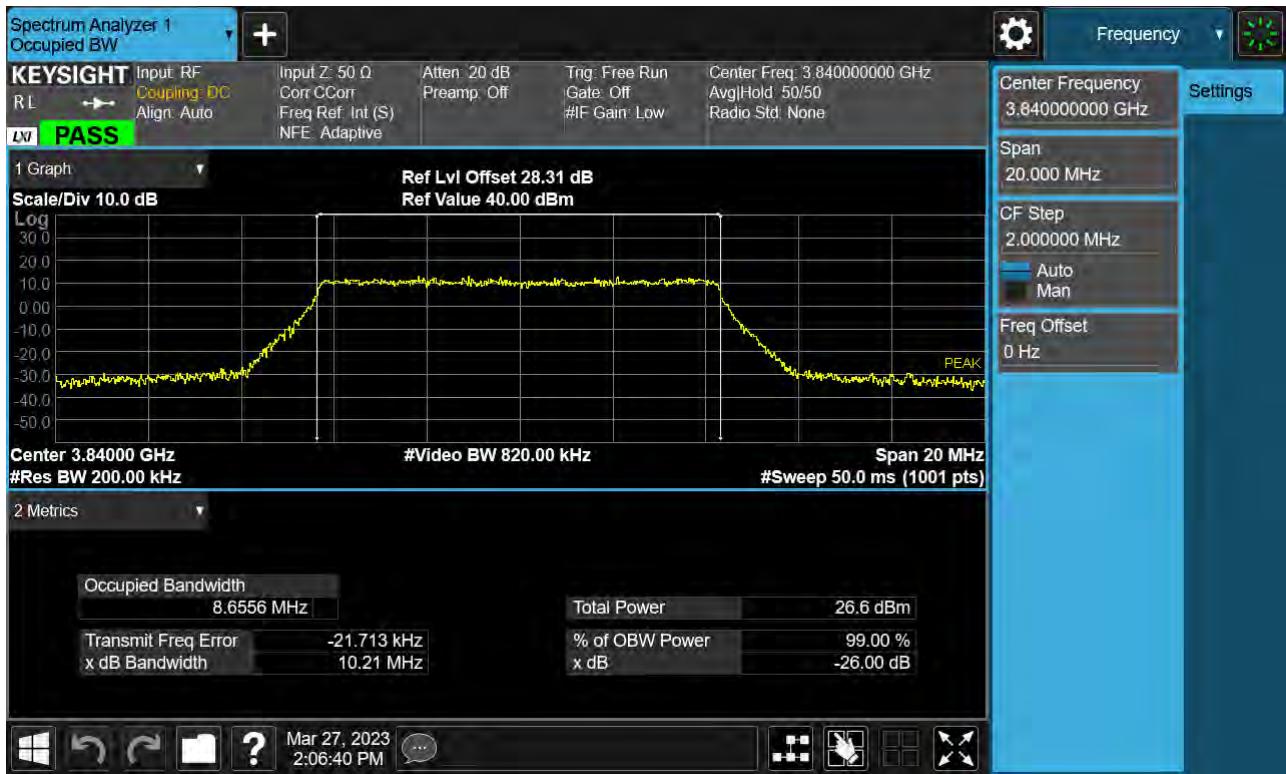 Spectrum Analyzer 1
Occupied BW
+
Frequency
KEYSIGHT
RL
LXI
PASS
Input: RF
Coupling: DC
Align: Auto
Input Z: 50 Ω
Corr CCorr
Freq Ref: Int (S)
NFE: Adaptive
Atten: 20 dB
Preamp: Off
Trig: Free Run
Gate: Off
#IF Gain: Low
Center Freq: 3.840000000 GHz
Avg|Hold: 50/50
Radio Std: None
Center Frequency
3.840000000 GHz
Settings
Span
20.000 MHz
CF Step
2.000000 MHz
Auto
Man
Freq Offset
0 Hz
1 Graph
Scale/Div 10.0 dB
Ref Lvl Offset 28.31 dB
Ref Value 40.00 dBm
Log
30.0
20.0
10.0
0.00
-10.0
-20.0
-30.0
-40.0
-50.0
PEAK
Center 3.84000 GHz
#Res BW 200.00 kHz
#Video BW 820.00 kHz
Span 20 MHz
#Sweep 50.0 ms (1001 pts)
2 Metrics
Occupied Bandwidth
8.6556 MHz
Transmit Freq Error -21.713 kHz
x dB Bandwidth 10.21 MHz
Total Power 26.6 dBm
% of OBW Power 99.00 %
x dB -26.00 dB
?
Mar 27, 2023
2:06:40 PM